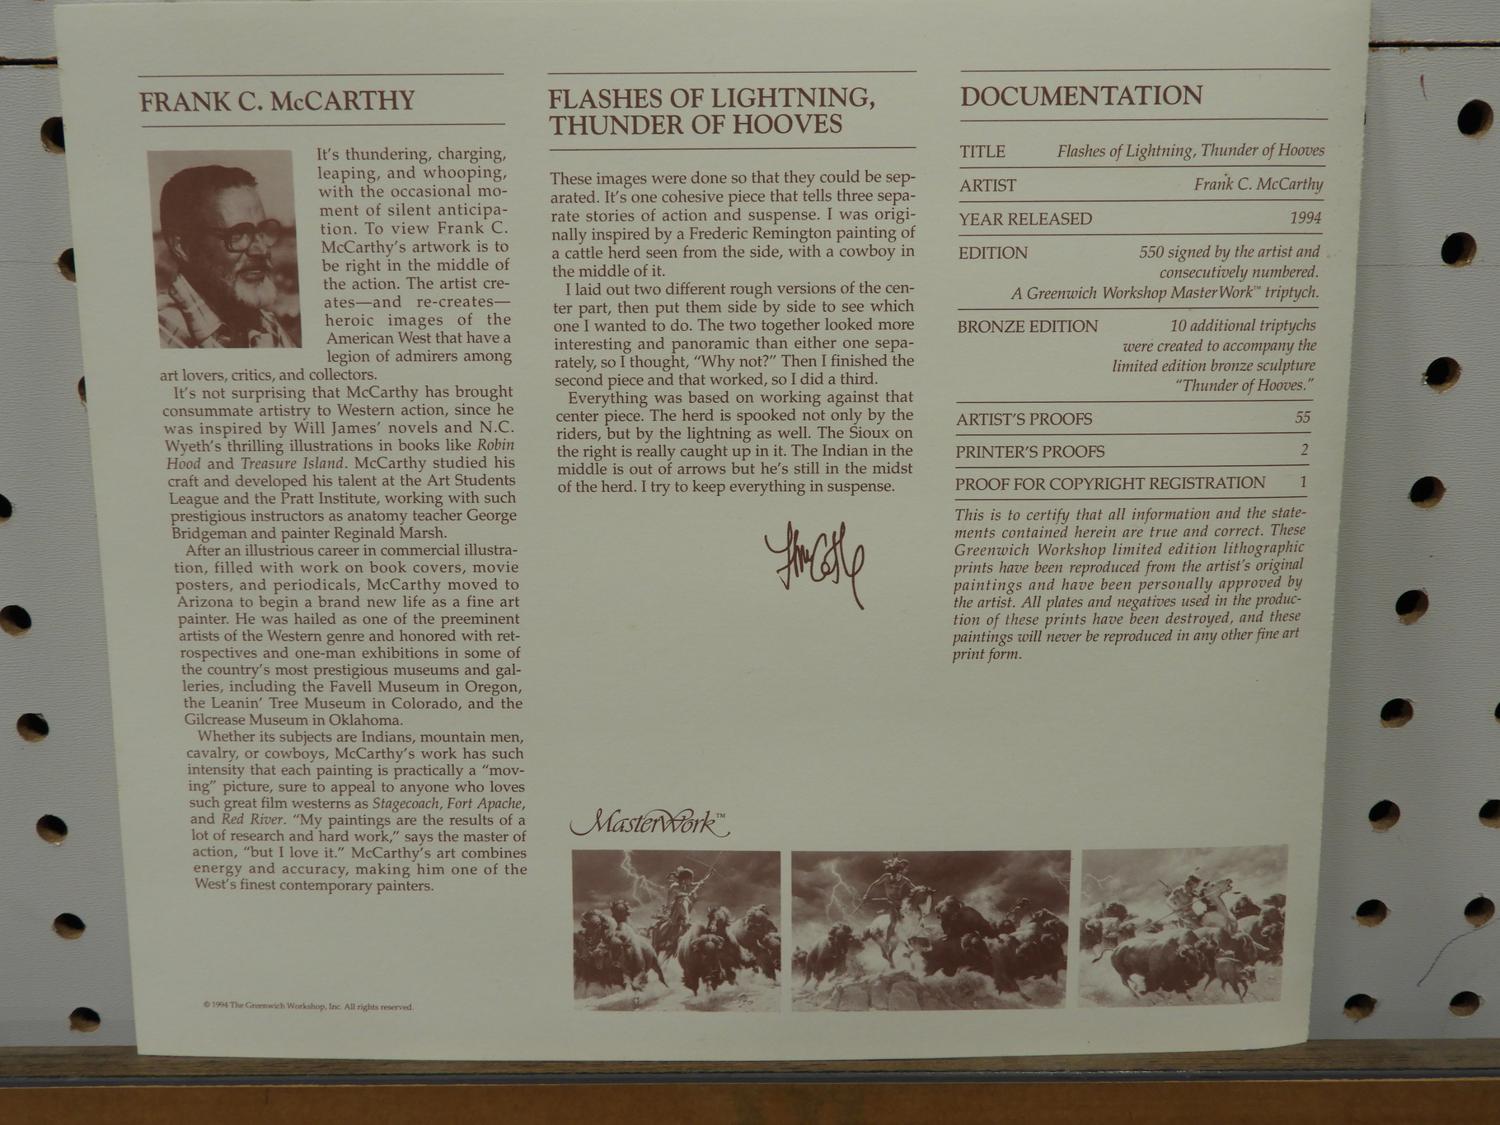 FRANK C. McCARTHY
It's thundering, charging,
leaping, and whooping,
with the occasional mo-
ment of silent anticipa-
tion. To view Frank C.
McCarthy's artwork is to
be right in the middle of
the action. The artist cre-
ates—and re-creates—
heroic images of the
American West that have a
legion of admirers among
art lovers, critics, and collectors.
It's not surprising that McCarthy has brought
consummate artistry to Western action, since he
was inspired by Will James' novels and N.C.
Wyeth's thrilling illustrations in books like Robin
Hood and Treasure Island. McCarthy studied his
craft and developed his talent at the Art Students
League and the Pratt Institute, working with such
prestigious instructors as anatomy teacher George
Bridgeman and painter Reginald Marsh.
After an illustrious career in commercial illustra-
tion, filled with work on book covers, movie
posters, and periodicals, McCarthy moved to
Arizona to begin a brand new life as a fine art
painter. He was hailed as one of the preeminent
artists of the Western genre and honored with ret-
rospectives and one-man exhibitions in some of
the country's most prestigious museums and gal-
leries, including the Favell Museum in Oregon,
the Leanin' Tree Museum in Colorado, and the
Gilcrease Museum in Oklahoma.
Whether its subjects are Indians, mountain men,
cavalry, or cowboys, McCarthy's work has such
intensity that each painting is practically a "mov-
ing" picture, sure to appeal to anyone who loves
such great film westerns as Stagecoach, Fort Apache,
and Red River. "My paintings are the results of a
lot of research and hard work," says the master of
action, "but I love it." McCarthy's art combines
energy and accuracy, making him one of the
West's finest contemporary painters.
© 1994 The Greenwich Workshop, Inc. All rights reserved.
FLASHES OF LIGHTNING,
THUNDER OF HOOVES
These images were done so that they could be sep-
arated. It's one cohesive piece that tells three sepa-
rate stories of action and suspense. I was origi-
nally inspired by a Frederic Remington painting of
a cattle herd seen from the side, with a cowboy in
the middle of it.
I laid out two different rough versions of the cen-
ter part, then put them side by side to see which
one I wanted to do. The two together looked more
interesting and panoramic than either one sepa-
rately, so I thought, "Why not?" Then I finished the
second piece and that worked, so I did a third.
Everything was based on working against that
center piece. The herd is spooked not only by the
riders, but by the lightning as well. The Sioux on
the right is really caught up in it. The Indian in the
middle is out of arrows but he's still in the midst
of the herd. I try to keep everything in suspense.
MasterWork™
DOCUMENTATION
TITLE Flashes of Lightning, Thunder of Hooves
ARTIST Frank C. McCarthy
YEAR RELEASED 1994
EDITION 550 signed by the artist and
consecutively numbered.
A Greenwich Workshop MasterWork™ triptych.
BRONZE EDITION 10 additional triptychs
were created to accompany the
limited edition bronze sculpture
"Thunder of Hooves."
ARTIST'S PROOFS 55
PRINTER'S PROOFS 2
PROOF FOR COPYRIGHT REGISTRATION 1
This is to certify that all information and the state-
ments contained herein are true and correct. These
Greenwich Workshop limited edition lithographic
prints have been reproduced from the artist's original
paintings and have been personally approved by
the artist. All plates and negatives used in the produc-
tion of these prints have been destroyed, and these
paintings will never be reproduced in any other fine art
print form.